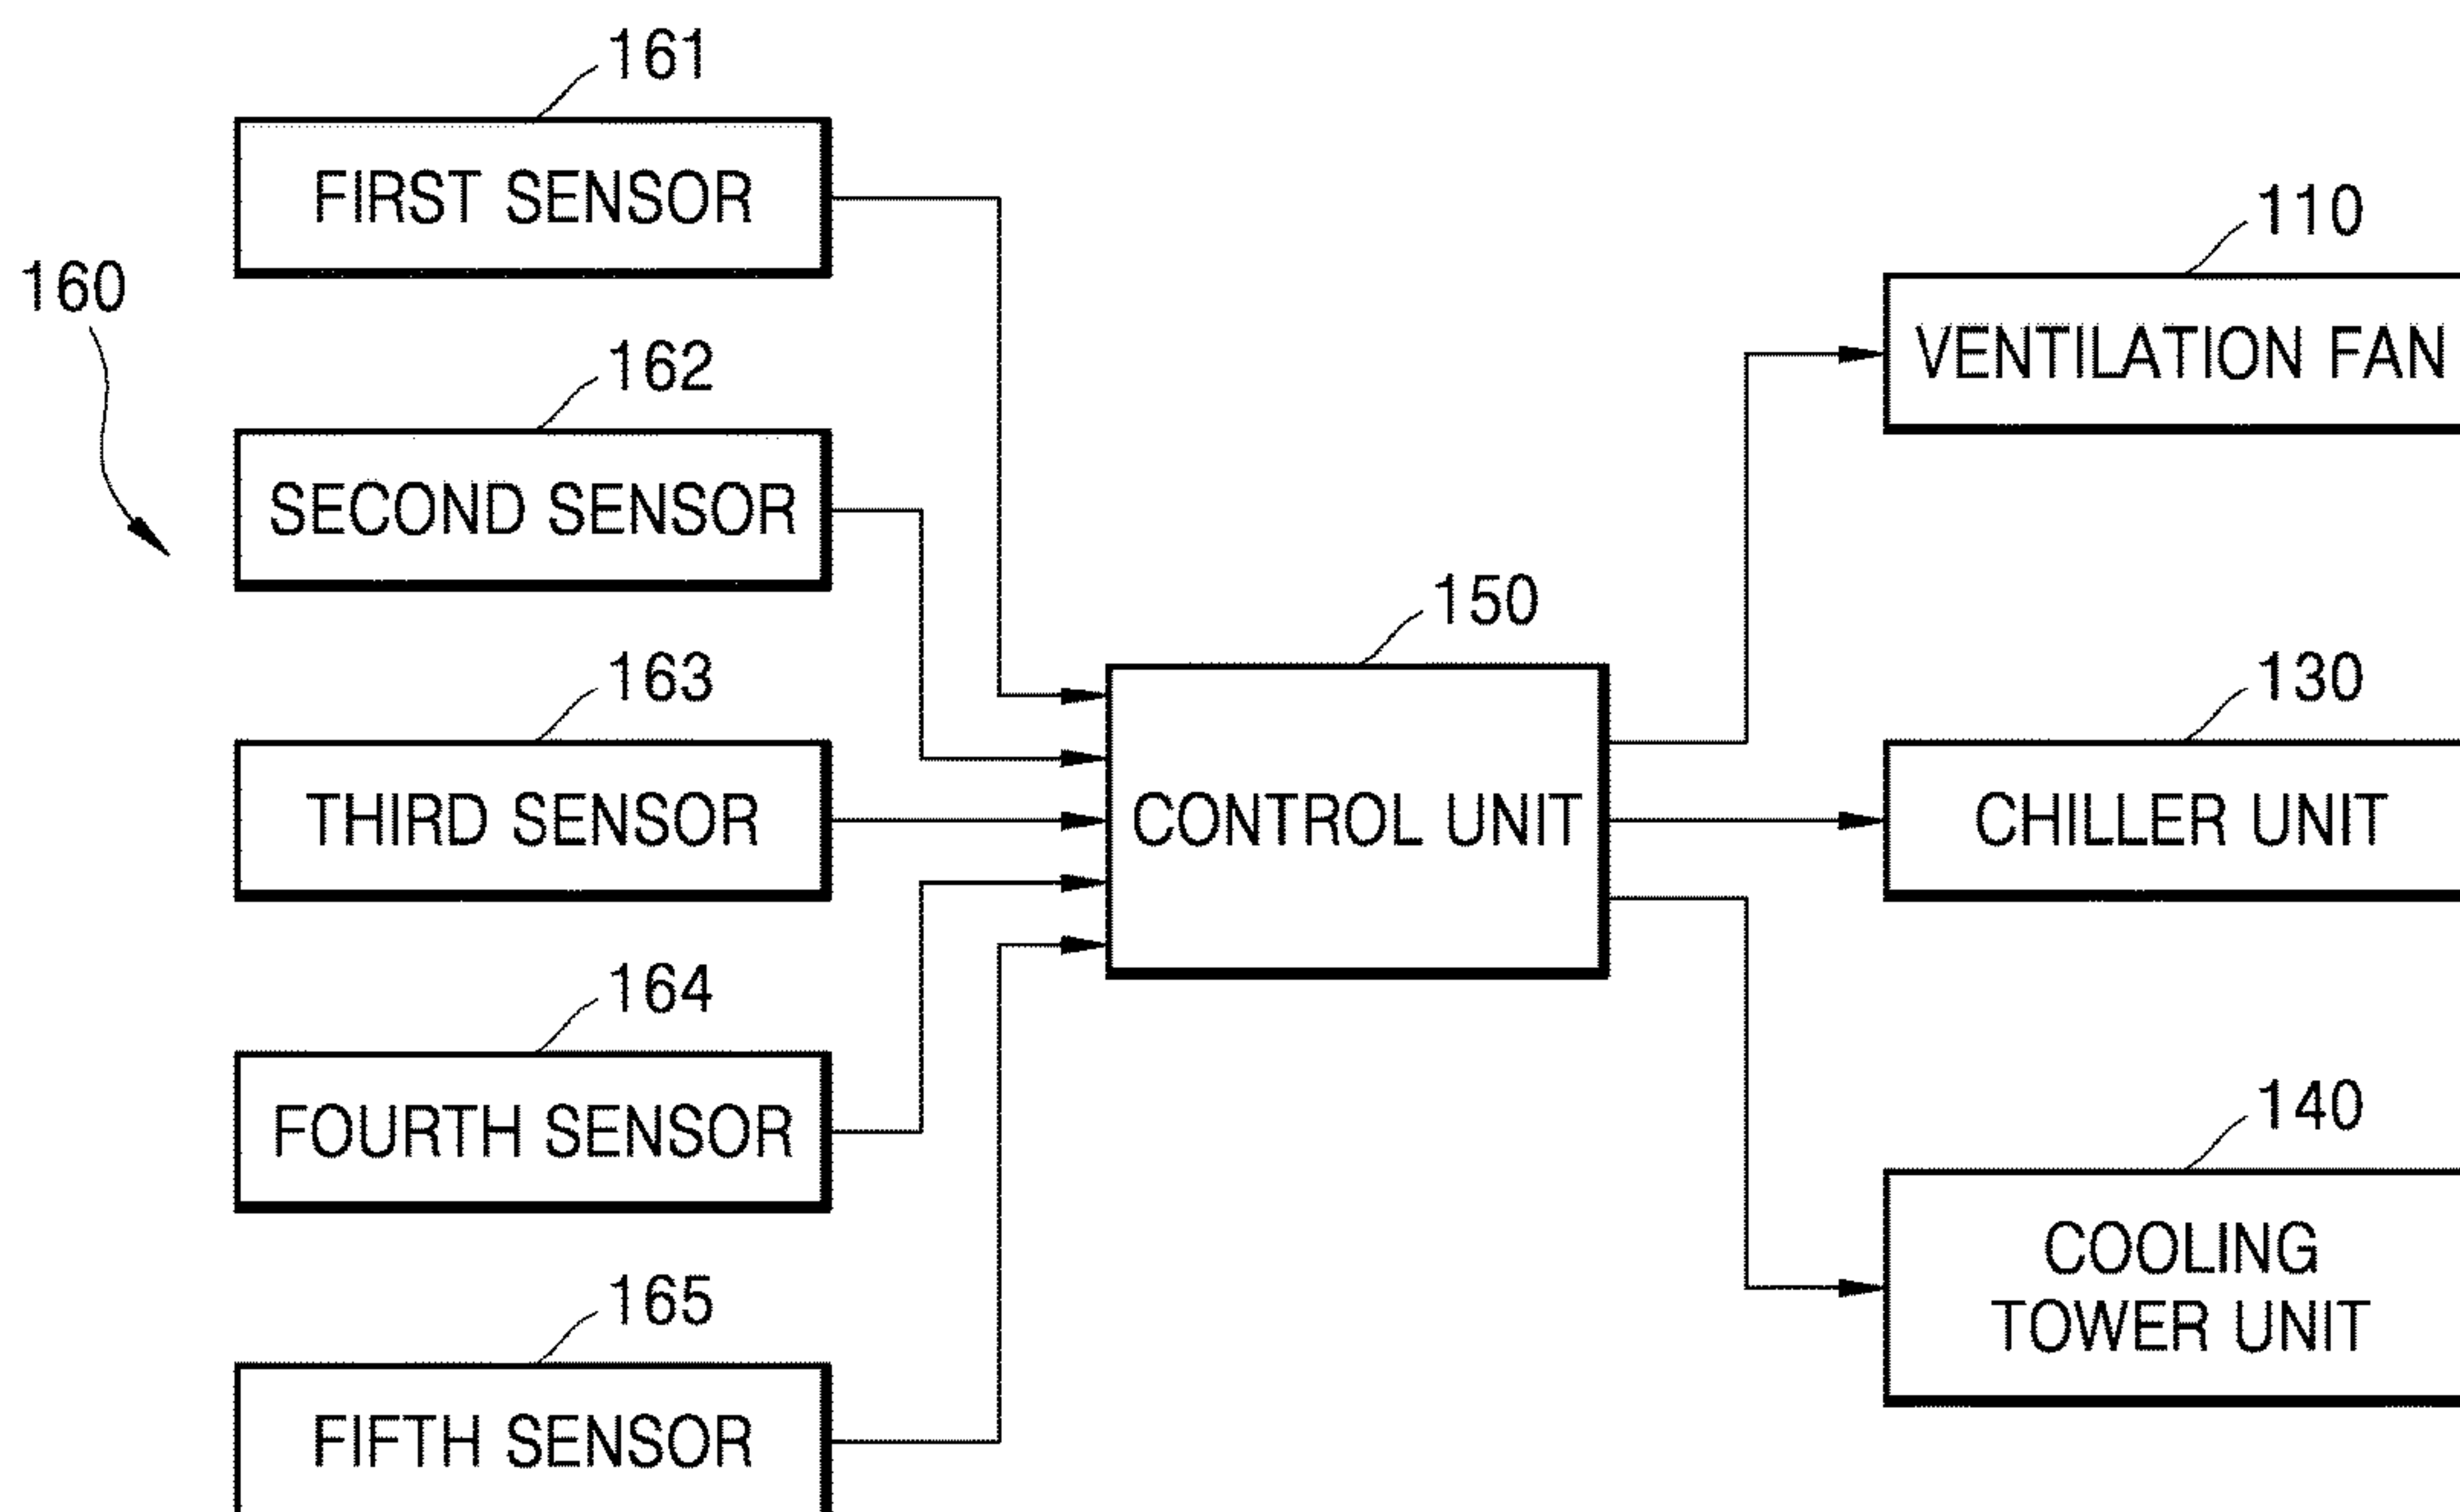 161
FIRST SENSOR
160
162
SECOND SENSOR
163
THIRD SENSOR
164
FOURTH SENSOR
165
FIFTH SENSOR
150
CONTROL UNIT
110
VENTILATION FAN
130
CHILLER UNIT
140
COOLING
TOWER UNIT